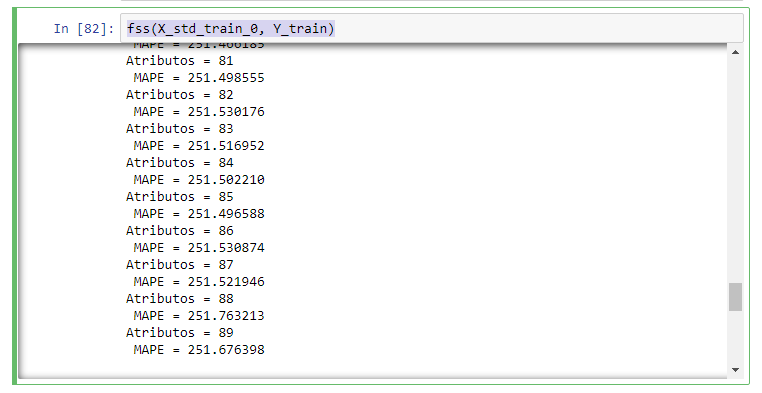 In [82]: fss(X_std_train_0, Y_train)
MAPE = 251.466185
Atributos = 81
MAPE = 251.498555
Atributos = 82
MAPE = 251.530176
Atributos = 83
MAPE = 251.516952
Atributos = 84
MAPE = 251.502210
Atributos = 85
MAPE = 251.496588
Atributos = 86
MAPE = 251.530874
Atributos = 87
MAPE = 251.521946
Atributos = 88
MAPE = 251.763213
Atributos = 89
MAPE = 251.676398